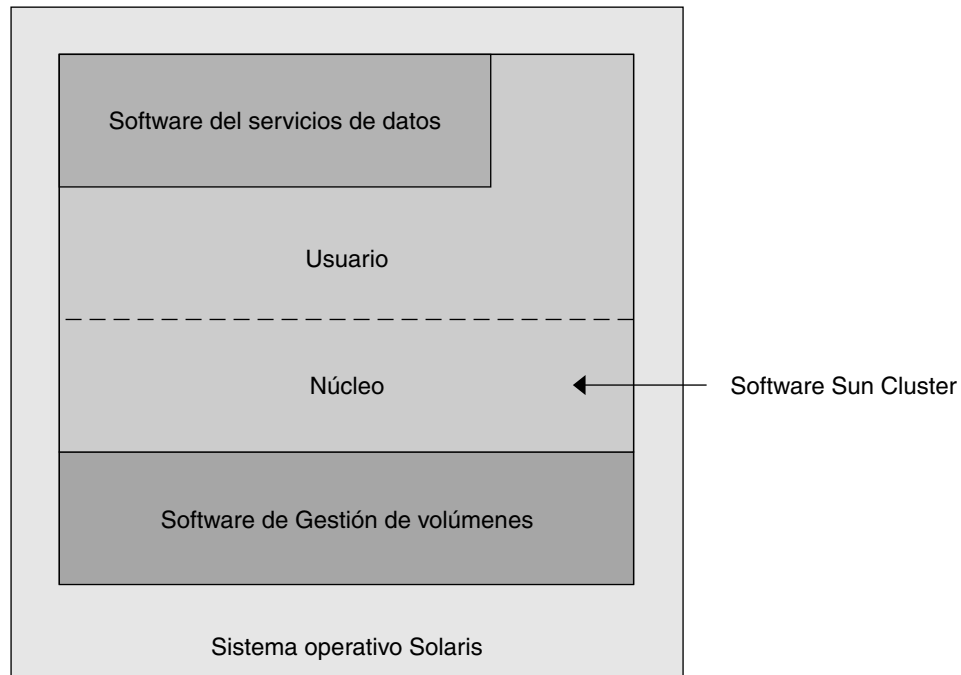 Software del servicios de datos
Usuario
Núcleo
Software Sun Cluster
Software de Gestión de volúmenes
Sistema operativo Solaris